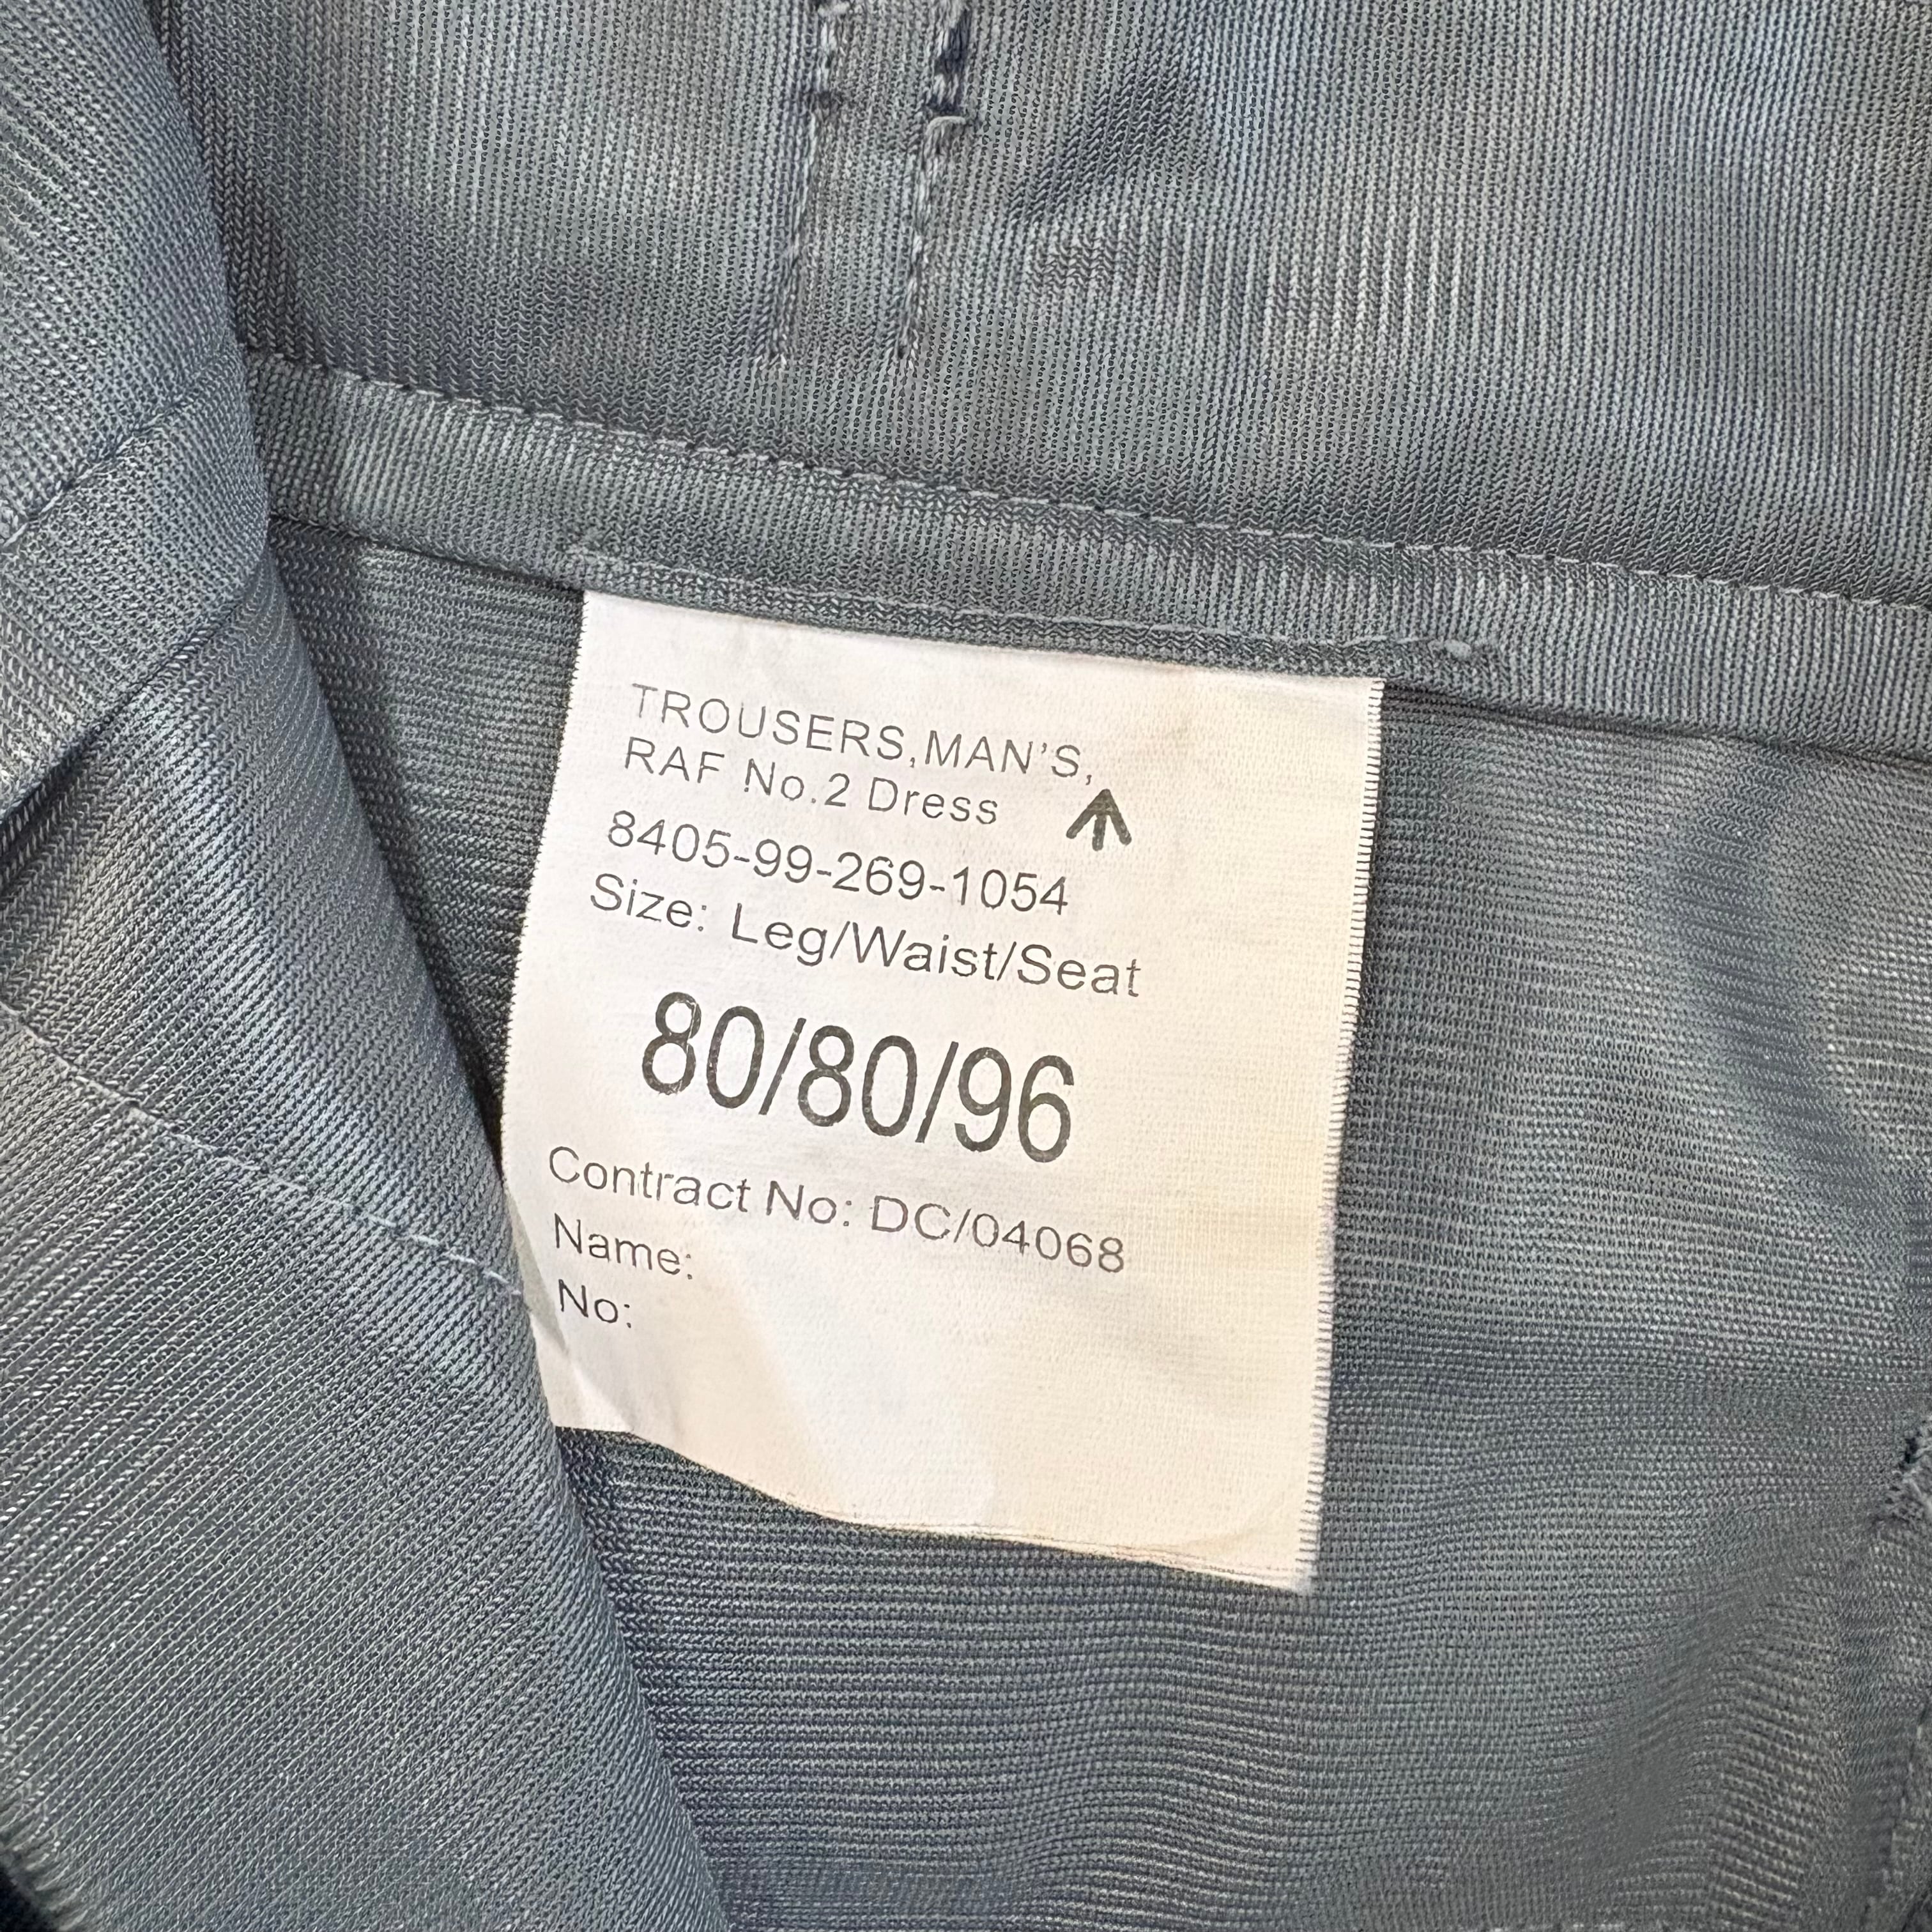 TROUSERS,MAN'S,
RAF No.2 Dress
8405-99-269-1054
Size: Leg/Waist/Seat
80/80/96
Contract No: DC/04068
Name:
No: